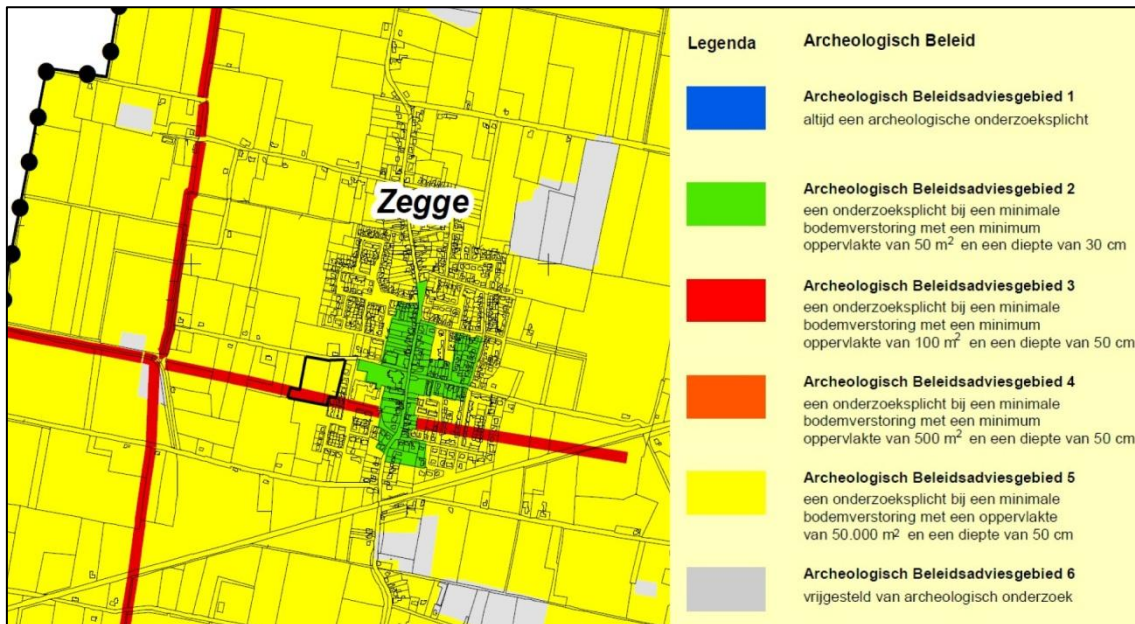 Zegge
Legenda
Archeologisch Beleid
Archeologisch Beleidsadviesgebied 1
altijd een archeologische onderzoeksplicht
Archeologisch Beleidsadviesgebied 2
een onderzoeksplicht bij een minimale
bodemverstoring met een minimum
oppervlakte van 50 m² en een diepte van 30 cm
Archeologisch Beleidsadviesgebied 3
een onderzoeksplicht bij een minimale
bodemverstoring met een minimum
oppervlakte van 100 m² en een diepte van 50 cm
Archeologisch Beleidsadviesgebied 4
een onderzoeksplicht bij een minimale
bodemverstoring met een minimum
oppervlakte van 500 m² en een diepte van 50 cm
Archeologisch Beleidsadviesgebied 5
een onderzoeksplicht bij een minimale
bodemverstoring met een oppervlakte
van 50.000 m² en een diepte van 50 cm
Archeologisch Beleidsadviesgebied 6
vrijgesteld van archeologisch onderzoek